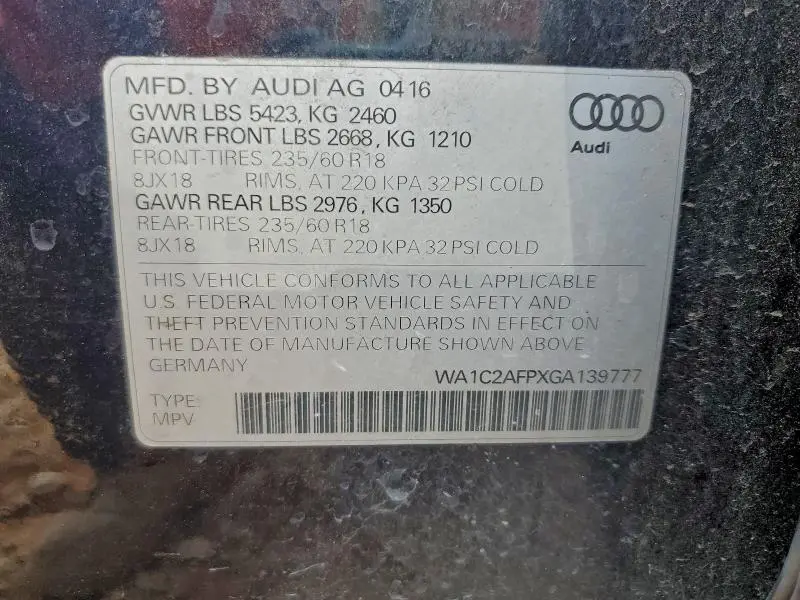 MFD. BY AUDI AG 0416
GVWR LBS 5423, KG 2460
GAWR FRONT LBS 2668, KG 1210
FRONT-TIRES 235/60 R18
8JX18 RIMS, AT 220 KPA 32 PSI COLD
GAWR REAR LBS 2976, KG 1350
REAR-TIRES 235/60 R18
8JX18 RIMS, AT 220 KPA 32 PSI COLD
Audi
THIS VEHICLE CONFORMS TO ALL APPLICABLE
U.S. FEDERAL MOTOR VEHICLE SAFETY AND
THEFT PREVENTION STANDARDS IN EFFECT ON
THE DATE OF MANUFACTURE SHOWN ABOVE.
GERMANY
WA1C2AFPXGA139777
TYPE:
MPV